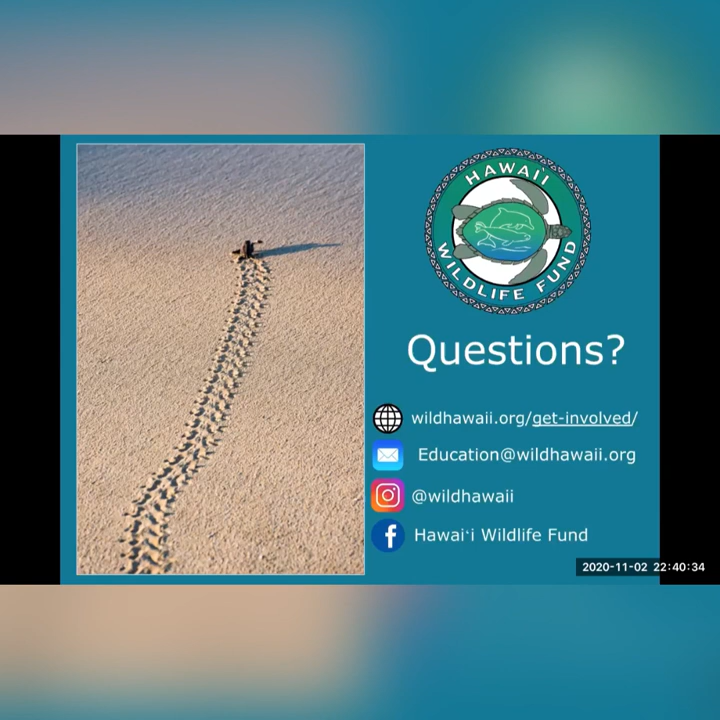 HAWAIʻI
WILDLIFE FUND
Questions?
wildhawaii.org/get-involved/
Education@wildhawaii.org
@wildhawaii
Hawaiʻi Wildlife Fund
2020-11-02 22:40:34